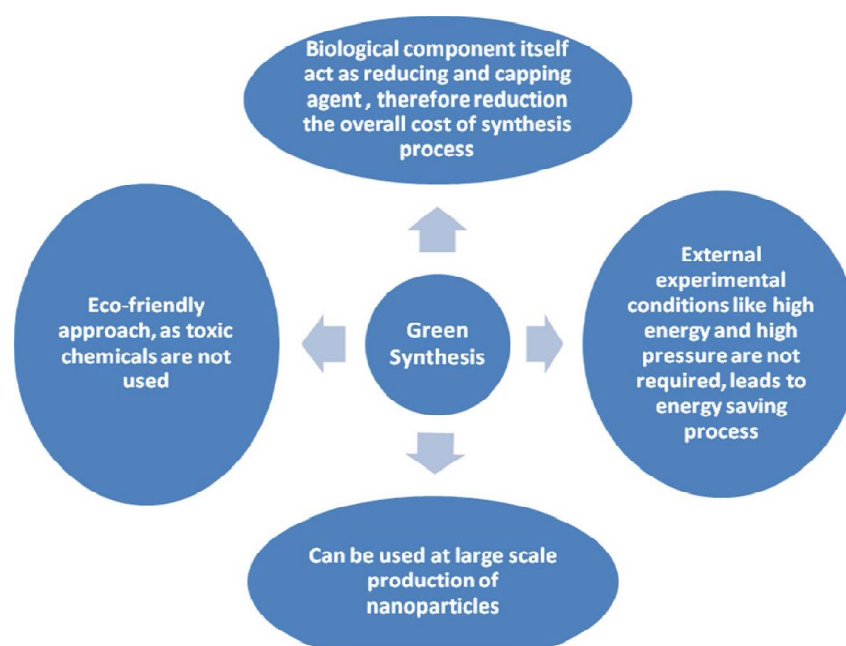 Biological component itself
act as reducing and capping
agent , therefore reduction
the overall cost of synthesis
process
Eco-friendly
approach, as toxic
chemicals are not
used
Green
Synthesis
External
experimental
conditions like high
energy and high
pressure are not
required, leads to
energy saving
process
Can be used at large scale
production of
nanoparticles